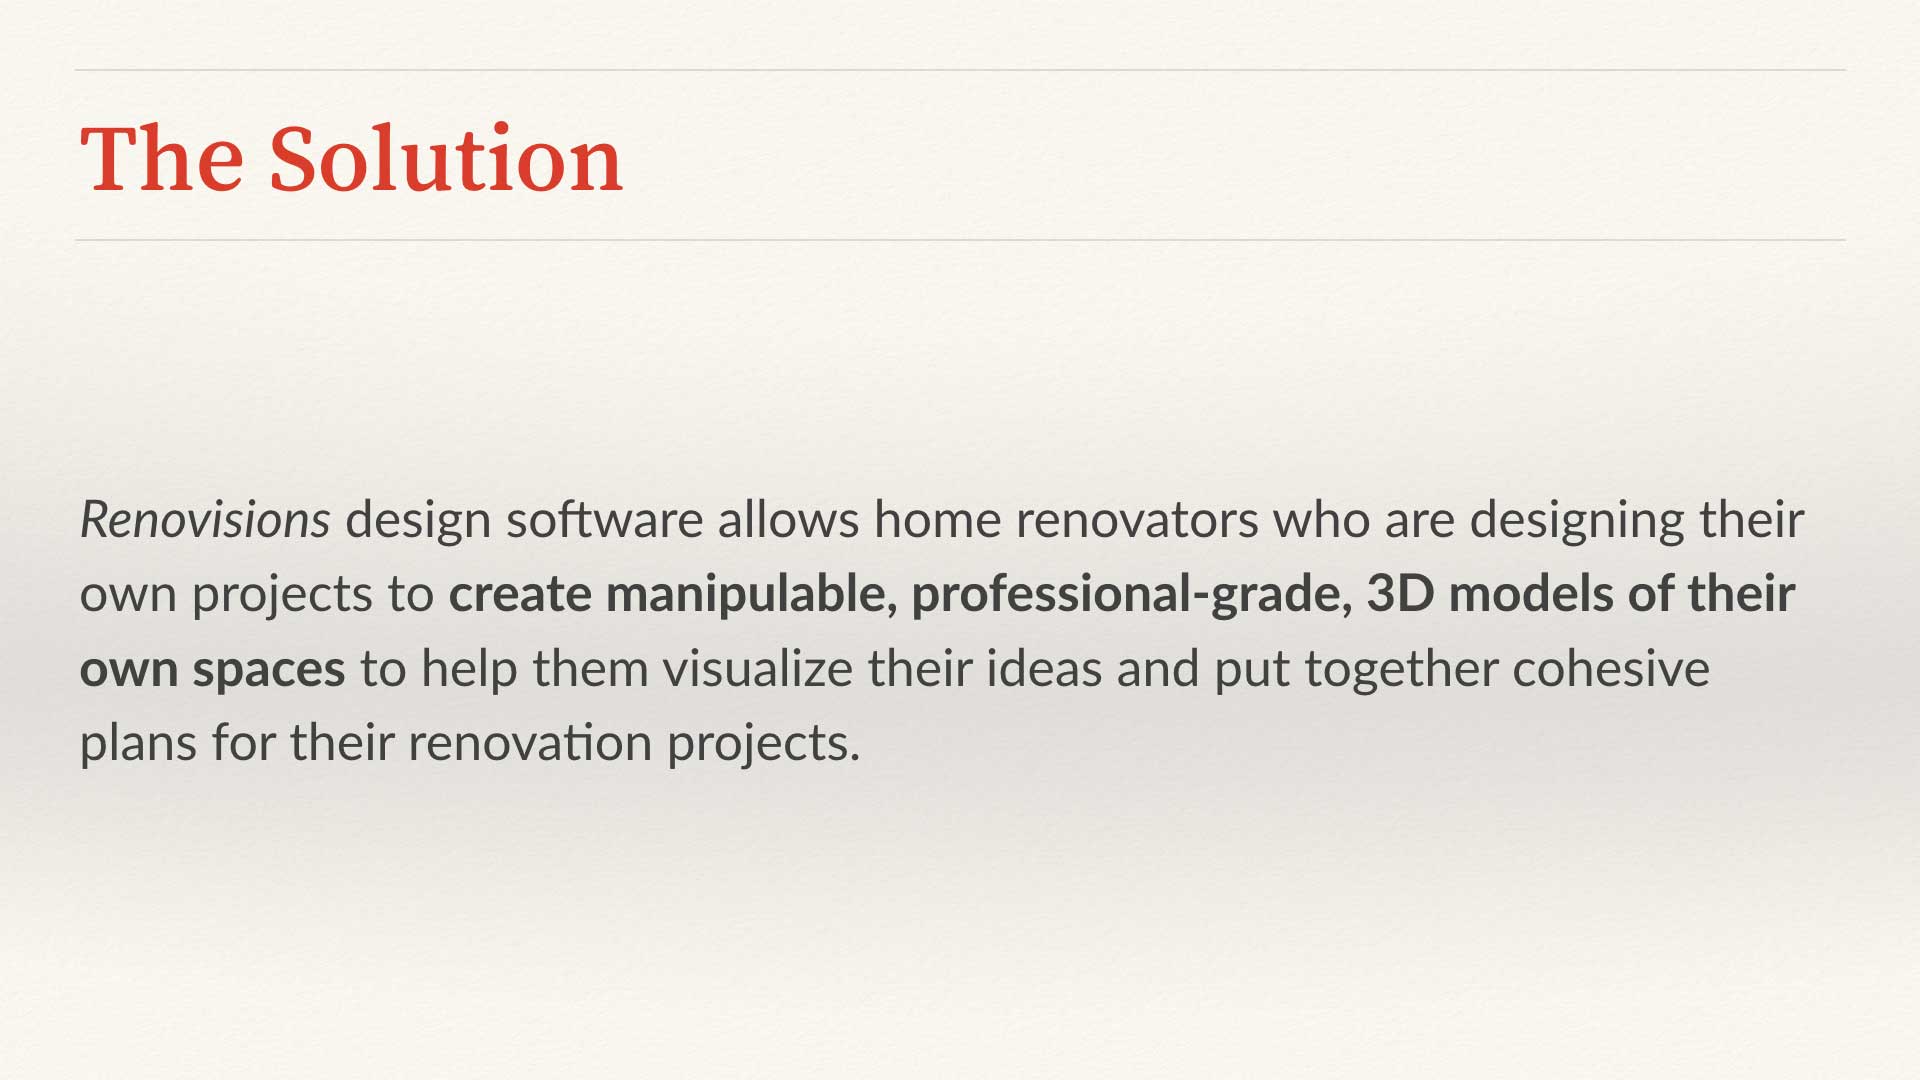 The Solution
Renovisions design software allows home renovators who are designing their
own projects to create manipulable, professional-grade, 3D models of their
own spaces to help them visualize their ideas and put together cohesive
plans for their renovation projects.